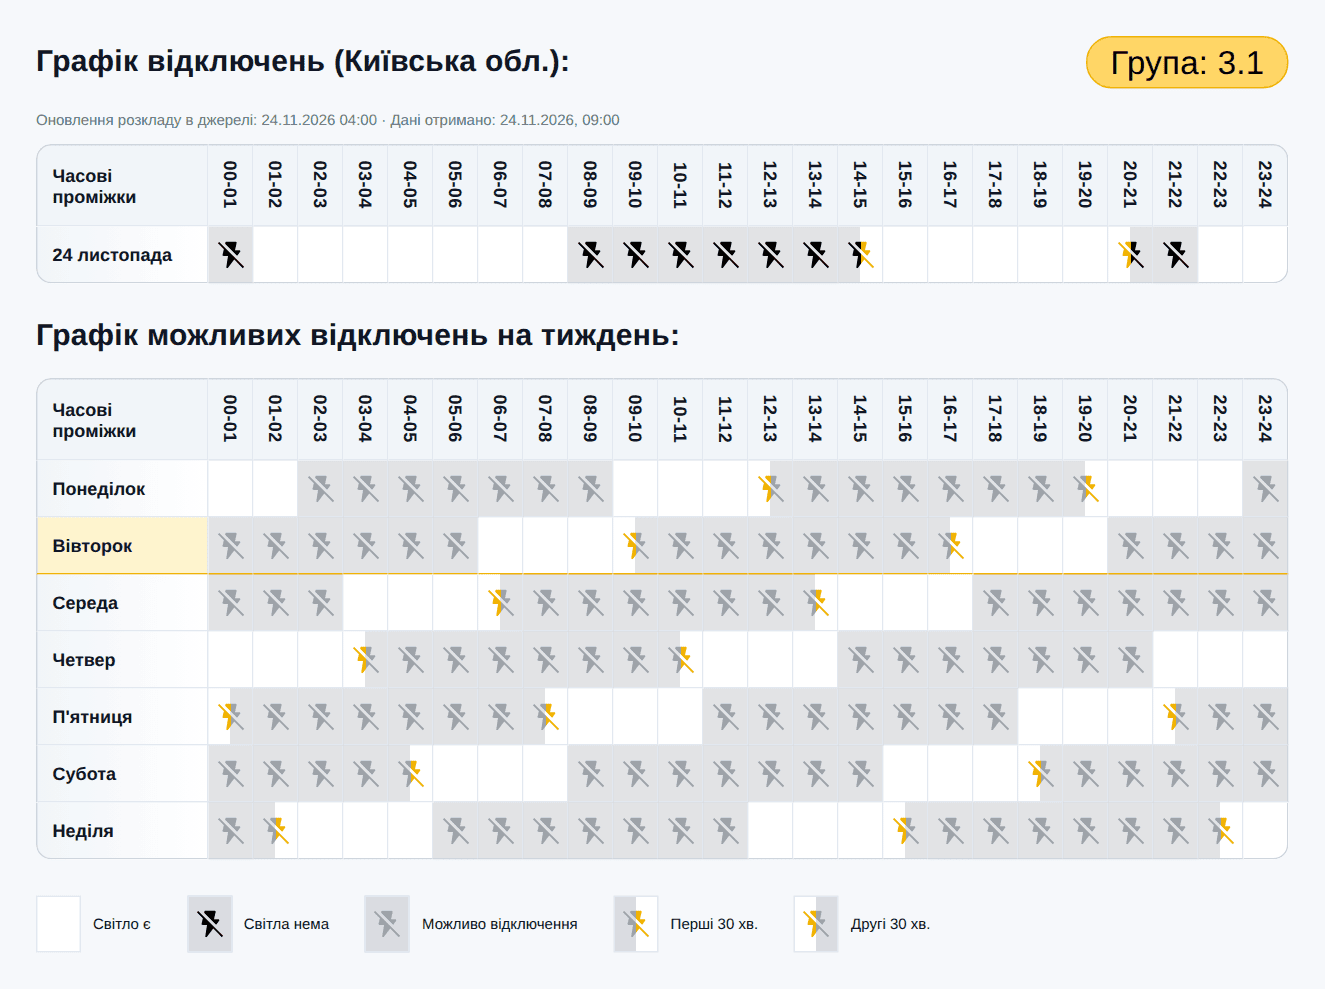 Графік відключень (Київська обл.):
Група: 3.1
Оновлення розкладу в джерелі: 24.11.2026 04:00 · Дані отримано: 24.11.2026, 09:00
Часові проміжки 00-01 01-02 02-03 03-04 04-05 05-06 06-07 07-08 08-09 09-10 10-11 11-12 12-13 13-14 14-15 15-16 16-17 17-18 18-19 19-20 20-21 21-22 22-23 23-24
24 листопада
Графік можливих відключень на тиждень:
Часові проміжки 00-01 01-02 02-03 03-04 04-05 05-06 06-07 07-08 08-09 09-10 10-11 11-12 12-13 13-14 14-15 15-16 16-17 17-18 18-19 19-20 20-21 21-22 22-23 23-24
Понеділок
Вівторок
Середа
Четвер
П'ятниця
Субота
Неділя
Світло є Світла нема Можливо відключення Перші 30 хв. Другі 30 хв.